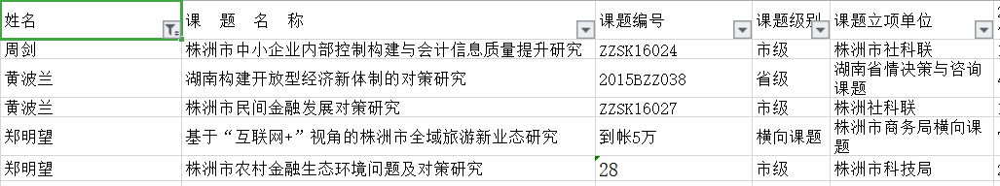 姓名 课 题 名 称 课题编号 课题级别 课题立项单位
周剑 株洲市中小企业内部控制构建与会计信息质量提升研究 ZZSK16024 市级 株洲市社科联
黄波兰 湖南构建开放型经济新体制的对策研究 2015BZZ038 省级 湖南省情决策与咨询
课题
黄波兰 株洲市民间金融发展对策研究 ZZSK16027 市级 株洲社科联
郑明望 基于“互联网+”视角的株洲市全域旅游新业态研究 到帐5万 横向课题 株洲市商务局横向课
题
郑明望 株洲市农村金融生态环境问题及对策研究 28 市级 株洲市科技局